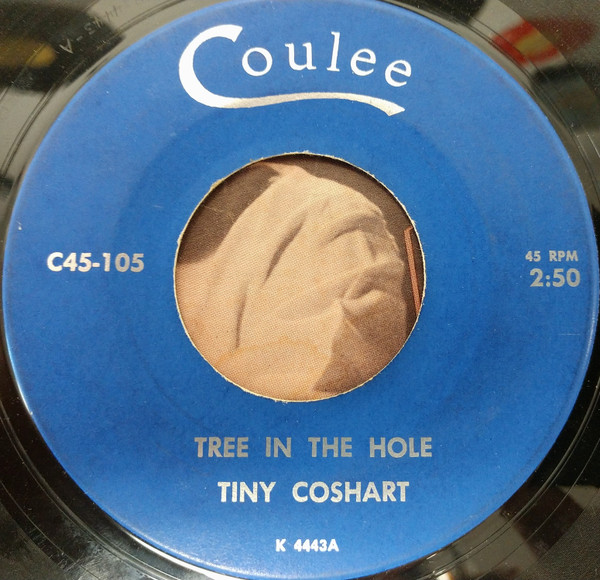 Coulee
C45-105
45 RPM
2:50
TREE IN THE HOLE
TINY COSHART
K 4443A